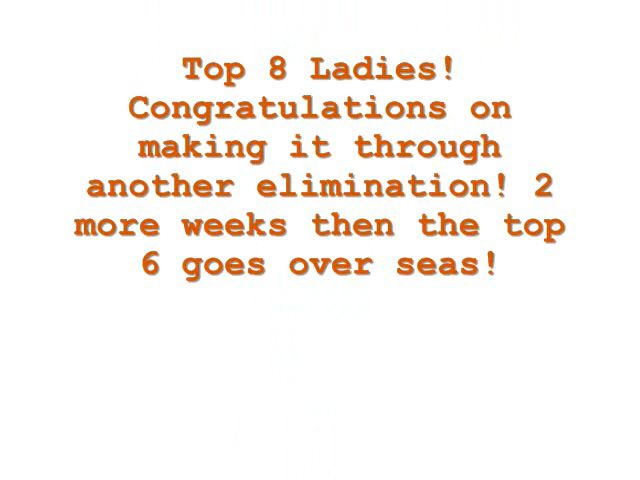 Top 8 Ladies!
Congratulations on
making it through
another elimination! 2
more weeks then the top
6 goes over seas!